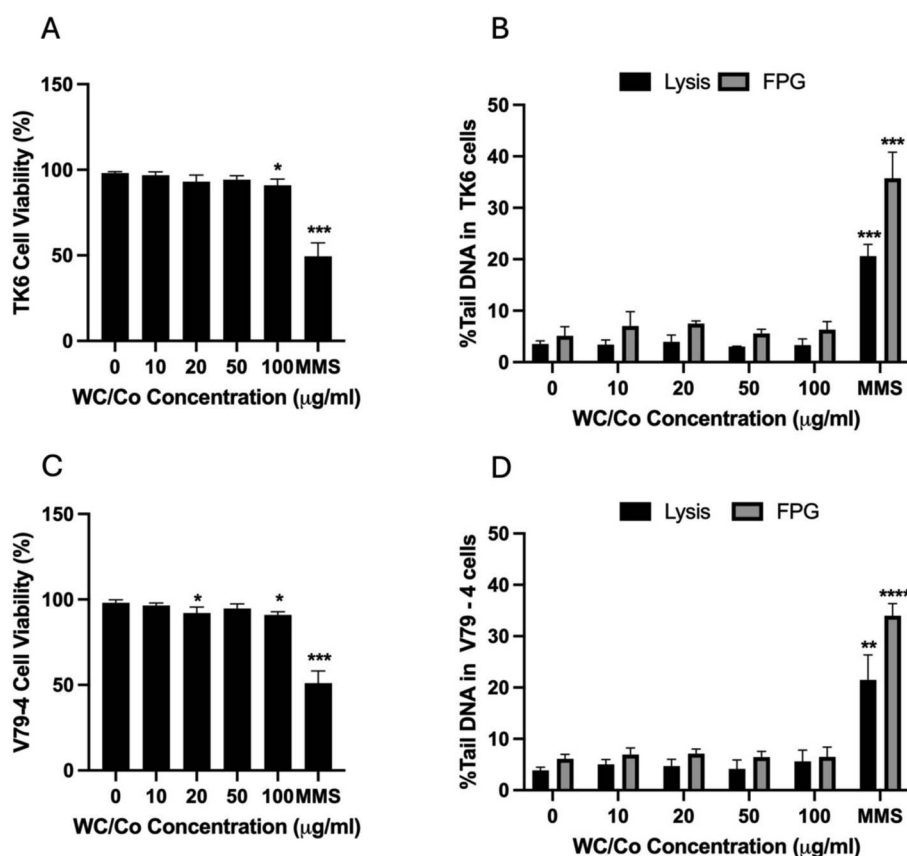 A
150
100
50
0
TK6 Cell Viability (%)
*
***
0 10 20 50 100 MMS
WC/Co Concentration (μg/ml)
B
Lysis FPG
50
40
30
20
10
0
%Tail DNA in TK6 cells
***
***
0 10 20 50 100 MMS
WC/Co Concentration (μg/ml)
C
150
100
50
0
V79-4 Cell Viability (%)
* *
***
0 10 20 50 100 MMS
WC/Co Concentration (μg/ml)
D
Lysis FPG
50
40
30
20
10
0
%Tail DNA in V79 - 4 cells
****
**
0 10 20 50 100 MMS
WC/Co Concentration (μg/ml)